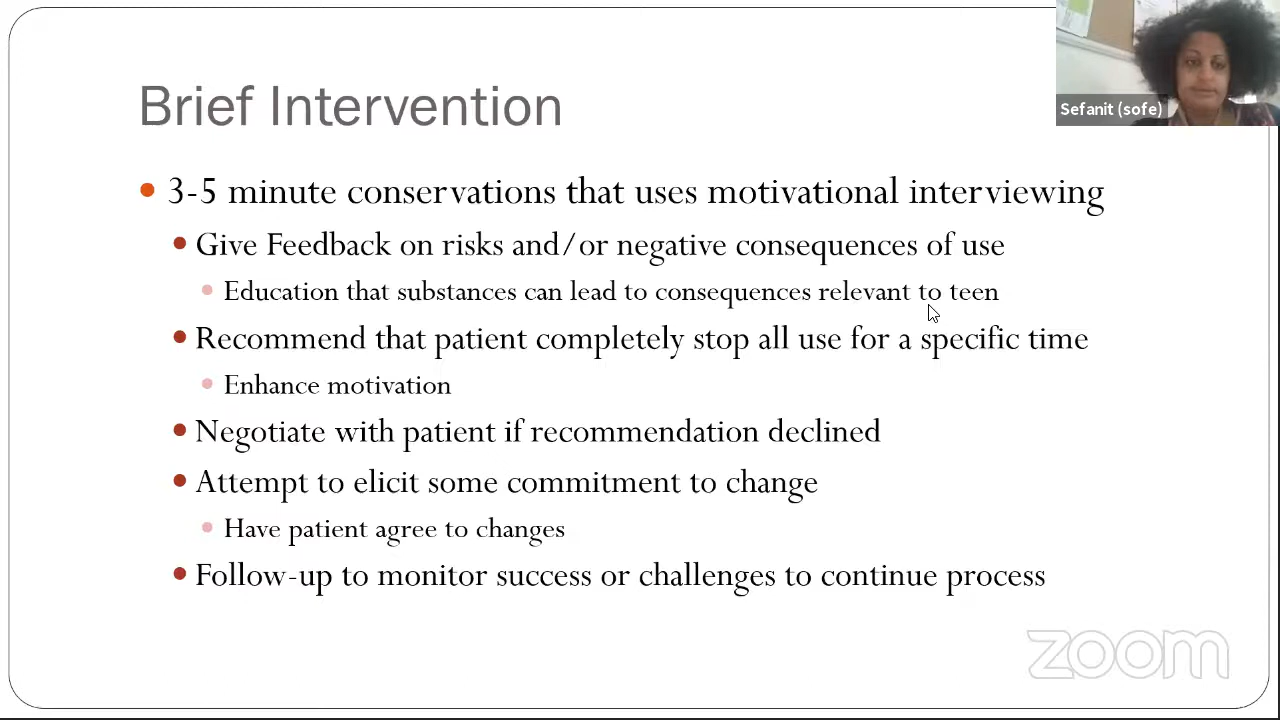 Brief Intervention
Sefanit (sofe)
3-5 minute conservations that uses motivational interviewing
Give Feedback on risks and/or negative consequences of use
Education that substances can lead to consequences relevant to teen
Recommend that patient completely stop all use for a specific time
Enhance motivation
Negotiate with patient if recommendation declined
Attempt to elicit some commitment to change
Have patient agree to changes
Follow-up to monitor success or challenges to continue process
zoom